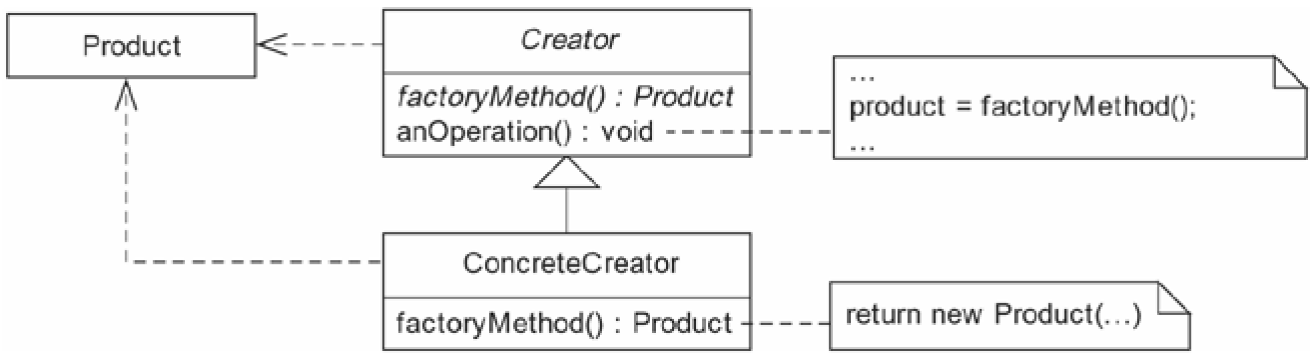 Product
Creator
factoryMethod() : Product
anOperation() : void
...
product = factoryMethod();
...
ConcreteCreator
factoryMethod() : Product
return new Product(...)